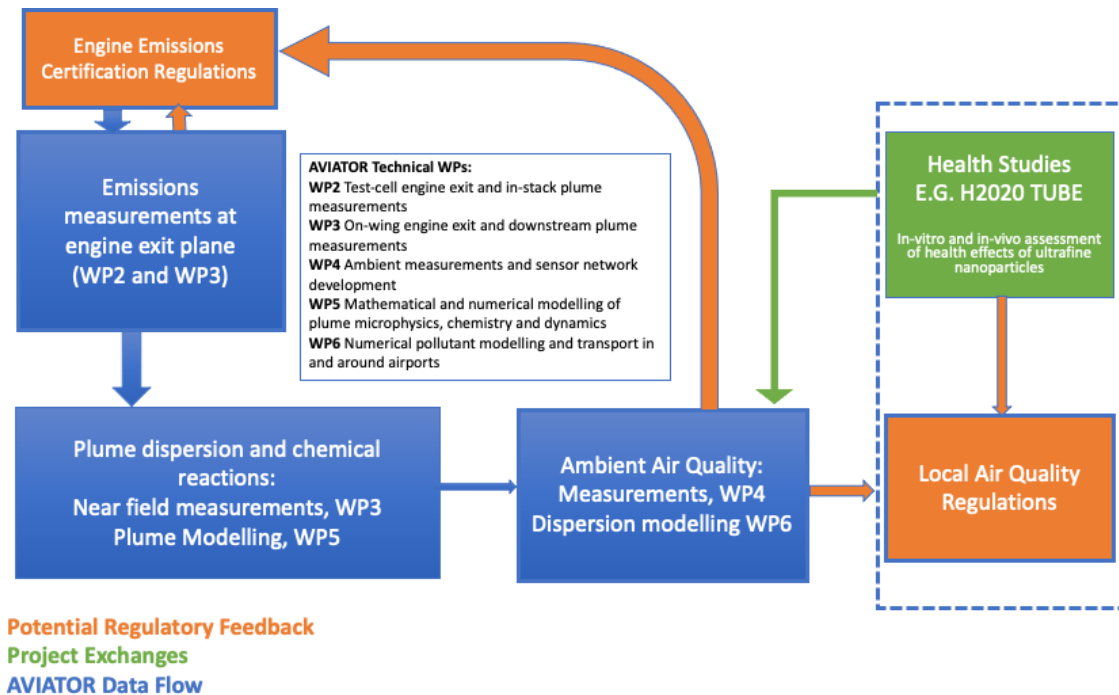 Engine Emissions
Certification Regulations
Emissions
measurements at
engine exit plane
(WP2 and WP3)
AVIATOR Technical WPs:
WP2 Test-cell engine exit and in-stack plume
measurements
WP3 On-wing engine exit and downstream plume
measurements
WP4 Ambient measurements and sensor network
development
WP5 Mathematical and numerical modelling of
plume microphysics, chemistry and dynamics
WP6 Numerical pollutant modelling and transport in
and around airports
Health Studies
E.G. H2020 TUBE
In-vitro and in-vivo assessment
of health effects of ultrafine
nanoparticles
Plume dispersion and chemical
reactions:
Near field measurements, WP3
Plume Modelling, WP5
Ambient Air Quality:
Measurements, WP4
Dispersion modelling WP6
Local Air Quality
Regulations
Potential Regulatory Feedback
Project Exchanges
AVIATOR Data Flow